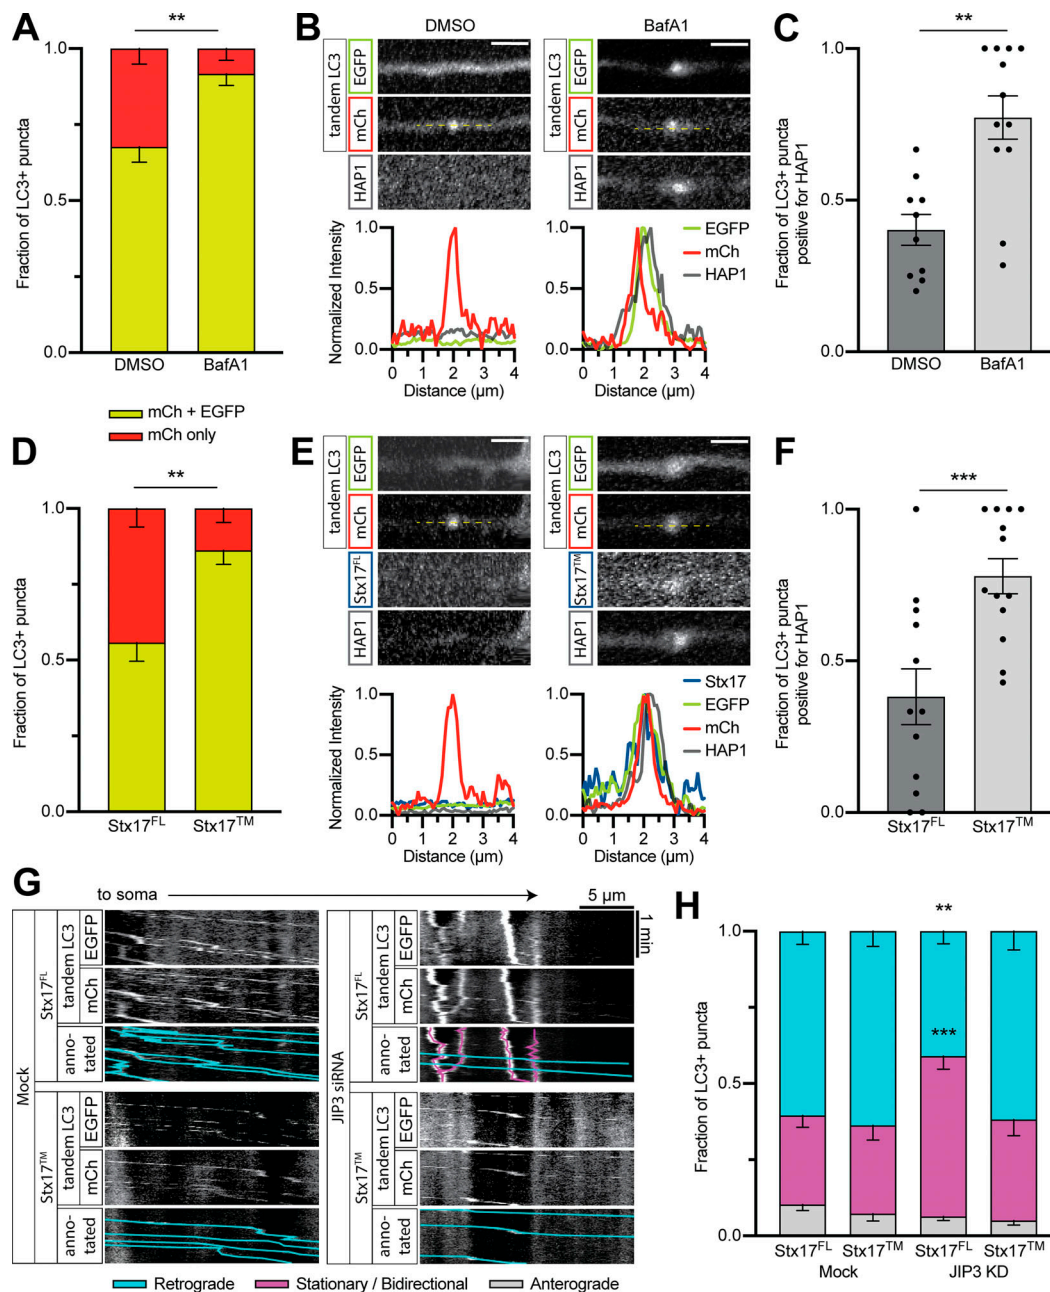 A
**
Fraction of LC3+ puncta
1.0
0.5
0.0
DMSO
BafA1
mCh + EGFP
mCh only
B
DMSO
BafA1
tandem LC3
EGFP
mCh
HAP1
tandem LC3
EGFP
mCh
HAP1
Normalized Intensity
1.0
0.5
0.0
0 1 2 3 4
Distance (µm)
1.0
0.5
0.0
0 1 2 3 4
Distance (µm)
EGFP
mCh
HAP1
C
**
Fraction of LC3+ puncta
positive for HAP1
1.0
0.5
0.0
DMSO
BafA1
D
**
Fraction of LC3+ puncta
1.0
0.5
0.0
Stx17FL
Stx17TM
E
tandem LC3
EGFP
mCh
Stx17FL
HAP1
tandem LC3
EGFP
mCh
Stx17TM
HAP1
Normalized Intensity
1.0
0.5
0.0
0 1 2 3 4
Distance (µm)
1.0
0.5
0.0
0 1 2 3 4
Distance (µm)
Stx17
EGFP
mCh
HAP1
F
***
Fraction of LC3+ puncta
positive for HAP1
1.0
0.5
0.0
Stx17FL
Stx17TM
G
to soma
5 µm
1 min
Mock
Stx17FL
tandem LC3
EGFP
mCh
anno-
tated
Stx17TM
tandem LC3
EGFP
mCh
anno-
tated
JIP3 siRNA
Stx17FL
tandem LC3
EGFP
mCh
anno-
tated
Stx17TM
tandem LC3
EGFP
mCh
anno-
tated
Retrograde
Stationary / Bidirectional
Anterograde
H
**
***
Fraction of LC3+ puncta
1.0
0.5
0.0
Stx17FL Stx17TM Stx17FL Stx17TM
Mock
JIP3 KD